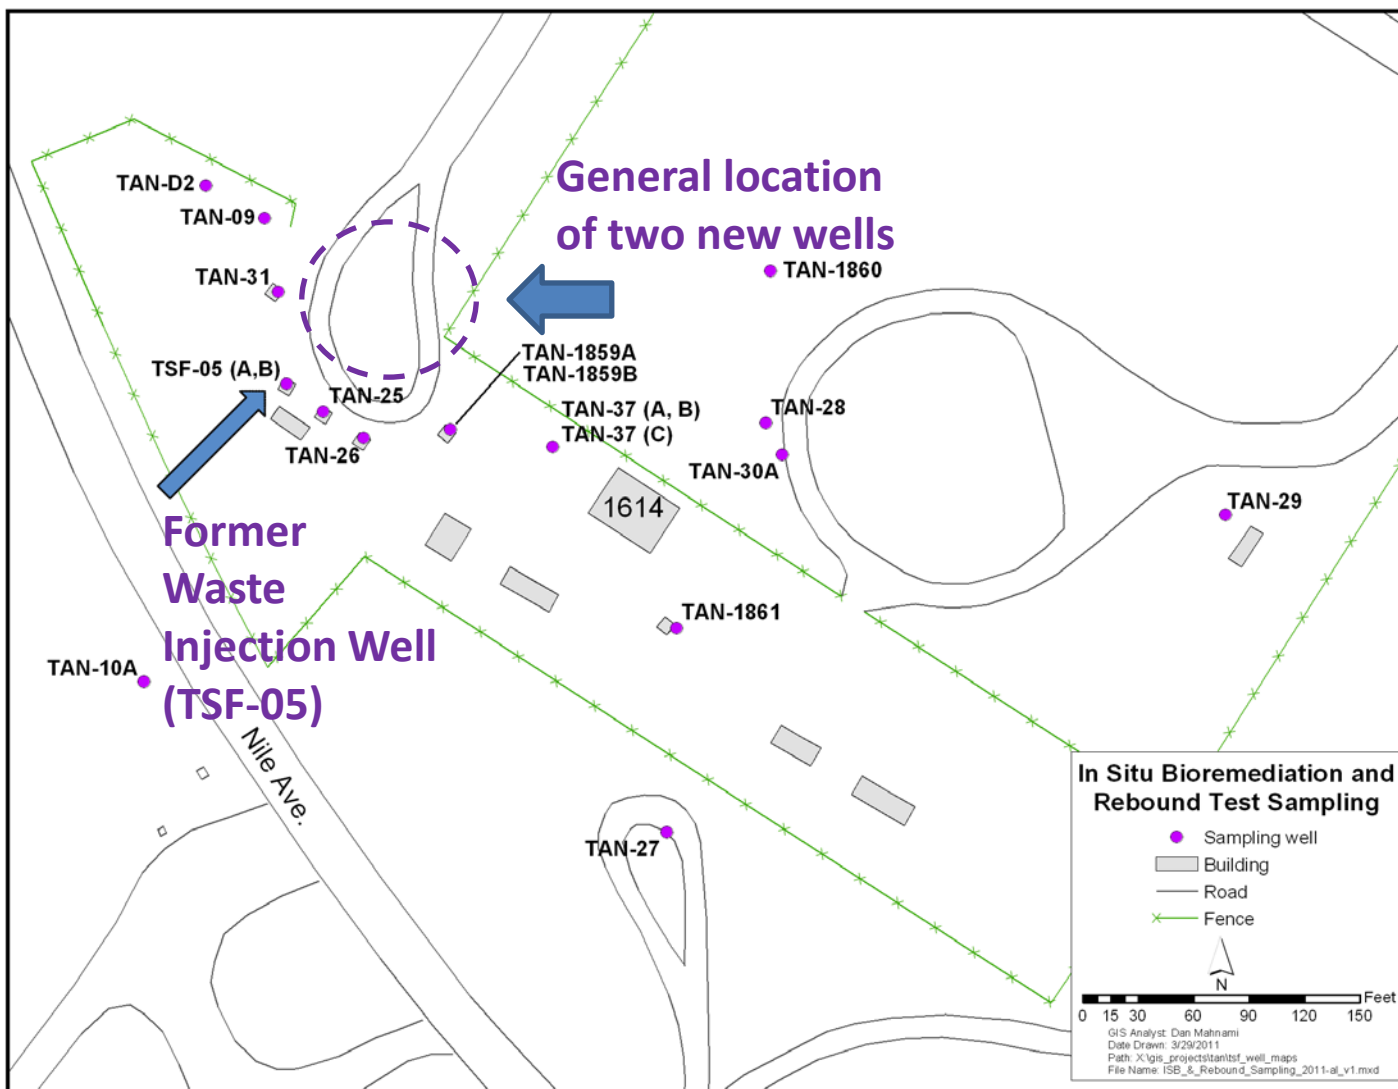 General location
of two new wells
TAN-D2
TAN-09
TAN-31
TAN-1860
TSF-05 (A,B)
TAN-25
TAN-26
TAN-1859A
TAN-1859B
TAN-37 (A, B)
TAN-37 (C)
TAN-28
TAN-30A
1614
TAN-29
Former
Waste
Injection Well
(TSF-05)
TAN-1861
TAN-10A
Nile Ave.
TAN-27
In Situ Bioremediation and
Rebound Test Sampling
Sampling well
Building
Road
Fence
N
Feet
0 15 30 60 90 120 150
GIS Analyst: Dan Mahnami
Date Drawn: 3/29/2011
Path: X:\gis_projects\tan\tsf_well_maps
File Name: ISB_&_Rebound_Sampling_2011-al_v1.mxd